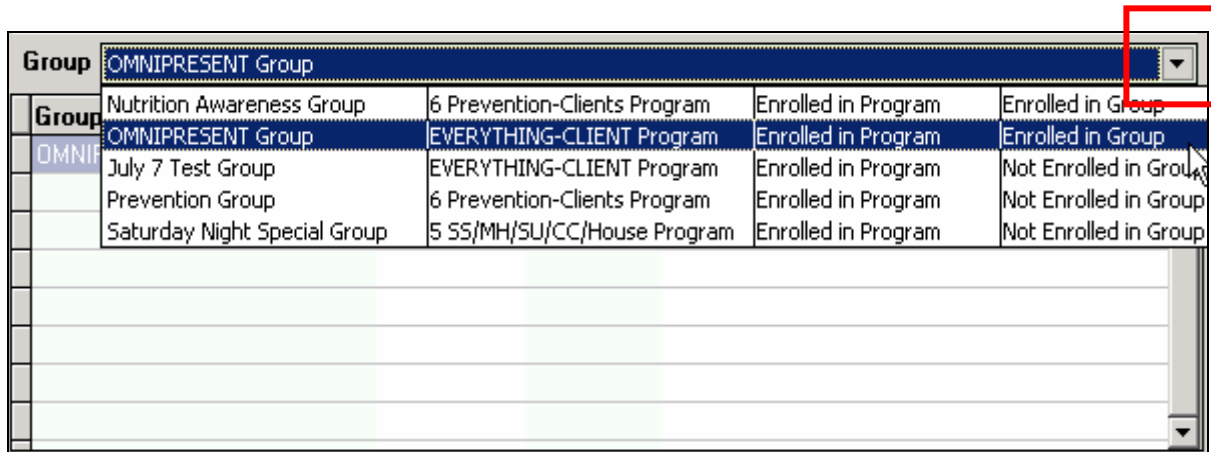 Group OMNIPRESENT Group
Group
Nutrition Awareness Group 6 Prevention-Clients Program Enrolled in Program Enrolled in Group
OMNIPRESENT Group EVERYTHING-CLIENT Program Enrolled in Program Enrolled in Group
OMNIP
July 7 Test Group EVERYTHING-CLIENT Program Enrolled in Program Not Enrolled in Group
Prevention Group 6 Prevention-Clients Program Enrolled in Program Not Enrolled in Group
Saturday Night Special Group 5 SS/MH/SU/CC/House Program Enrolled in Program Not Enrolled in Group